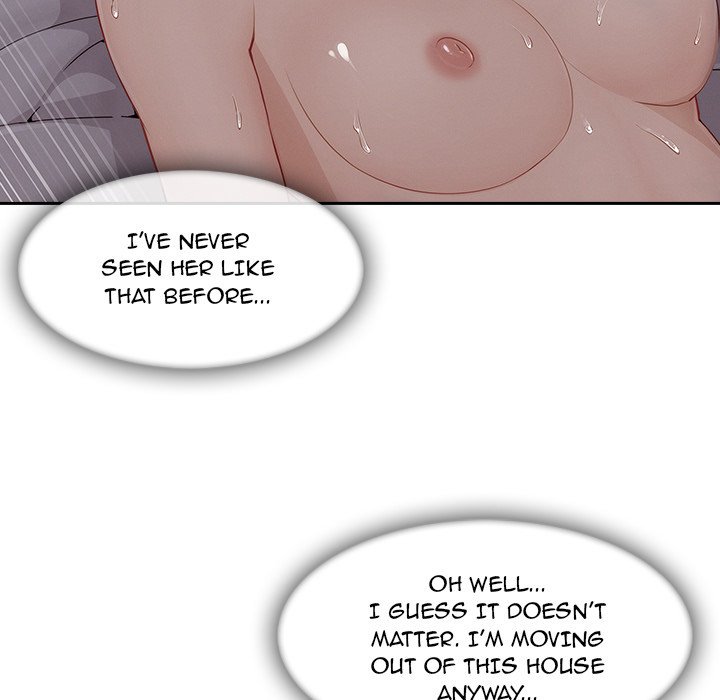 I'VE NEVER
SEEN HER LIKE
THAT BEFORE...
OH WELL...
I GUESS IT DOESN'T
MATTER. I'M MOVING
OUT OF THIS HOUSE
ANYWAY...